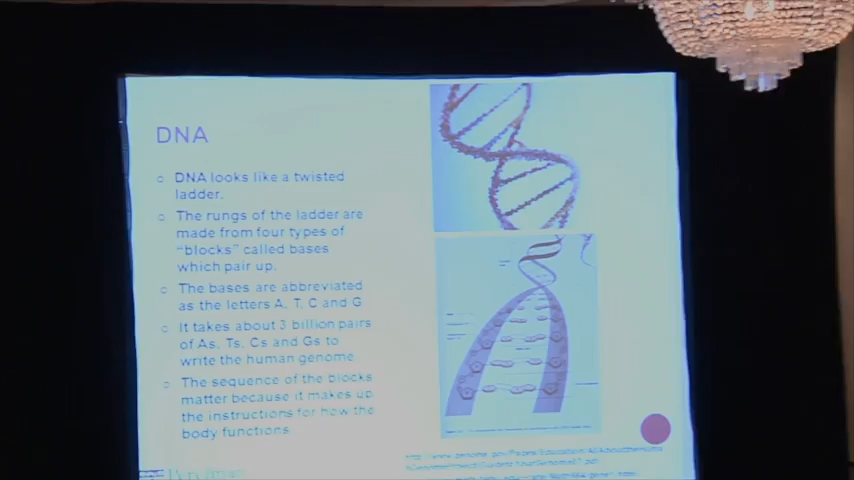 DNA
DNA looks like a twisted
ladder.
The rungs of the ladder are
made from four types of
"blocks" called bases
which pair up.
The bases are abbreviated
as the letters A, T, C and G
It takes about 3 billion pairs
of As, Ts, Cs and Gs to
write the human genome
The sequence of the blocks
matter because it makes up
the instructions for how the
body functions